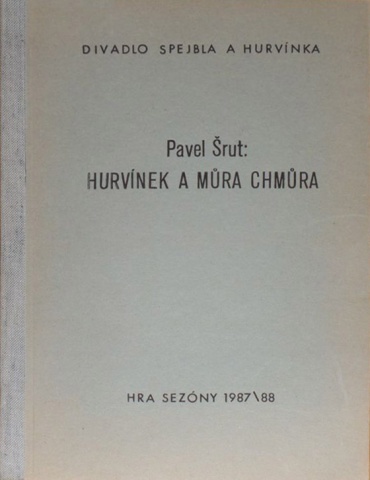 DIVADLO SPEJBLA A HURVÍNKA
Pavel Šrut:
HURVÍNEK A MŮRA CHMŮRA
HRA SEZÓNY 1987\88